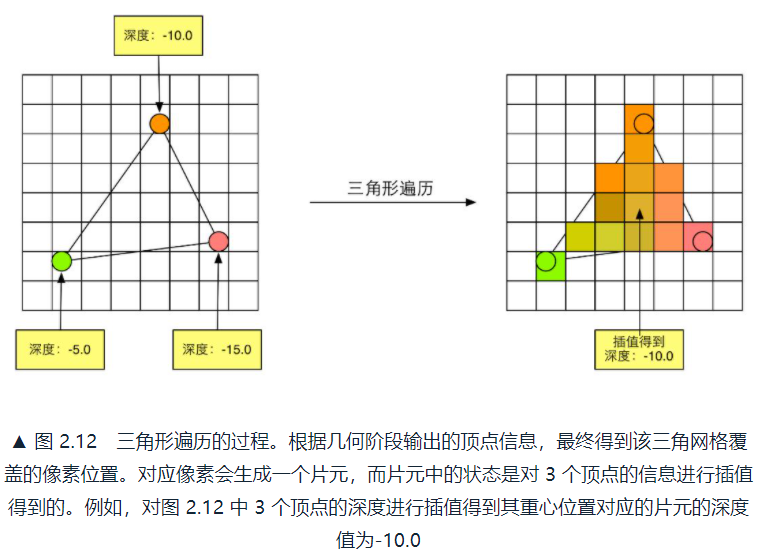 深度：-10.0
三角形遍历
深度：-5.0
深度：-15.0
插值得到
深度：-10.0
▲ 图 2.12　三角形遍历的过程。根据几何阶段输出的顶点信息，最终得到该三角网格覆
盖的像素位置。对应像素会生成一个片元，而片元中的状态是对 3 个顶点的信息进行插值
得到的。例如，对图 2.12 中 3 个顶点的深度进行插值得到其重心位置对应的片元的深度
值为-10.0